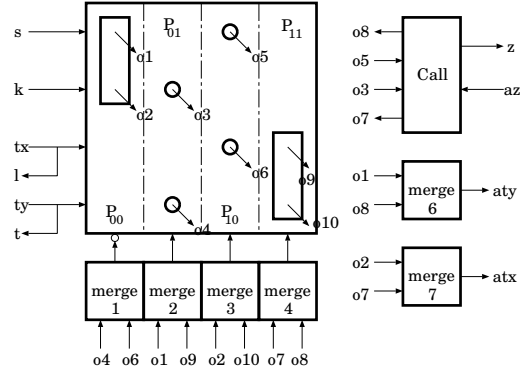 s
k
tx
l
ty
t
P01
P11
P00
P10
o1
o2
o3
o4
o5
o6
o9
o10
merge 1
merge 2
merge 3
merge 4
o4 o6 o1 o9 o2 o10 o7 o8
o8
o5
o3
o7
Call
z
az
o1
o8
merge
6
aty
o2
o7
merge
7
atx